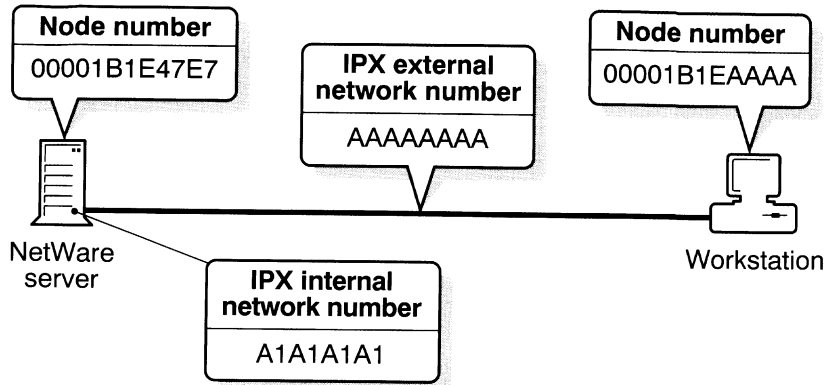 Node number
00001B1E47E7
IPX external
network number
AAAAAAAA
Node number
00001B1EAAAA
NetWare
server
Workstation
IPX internal
network number
A1A1A1A1